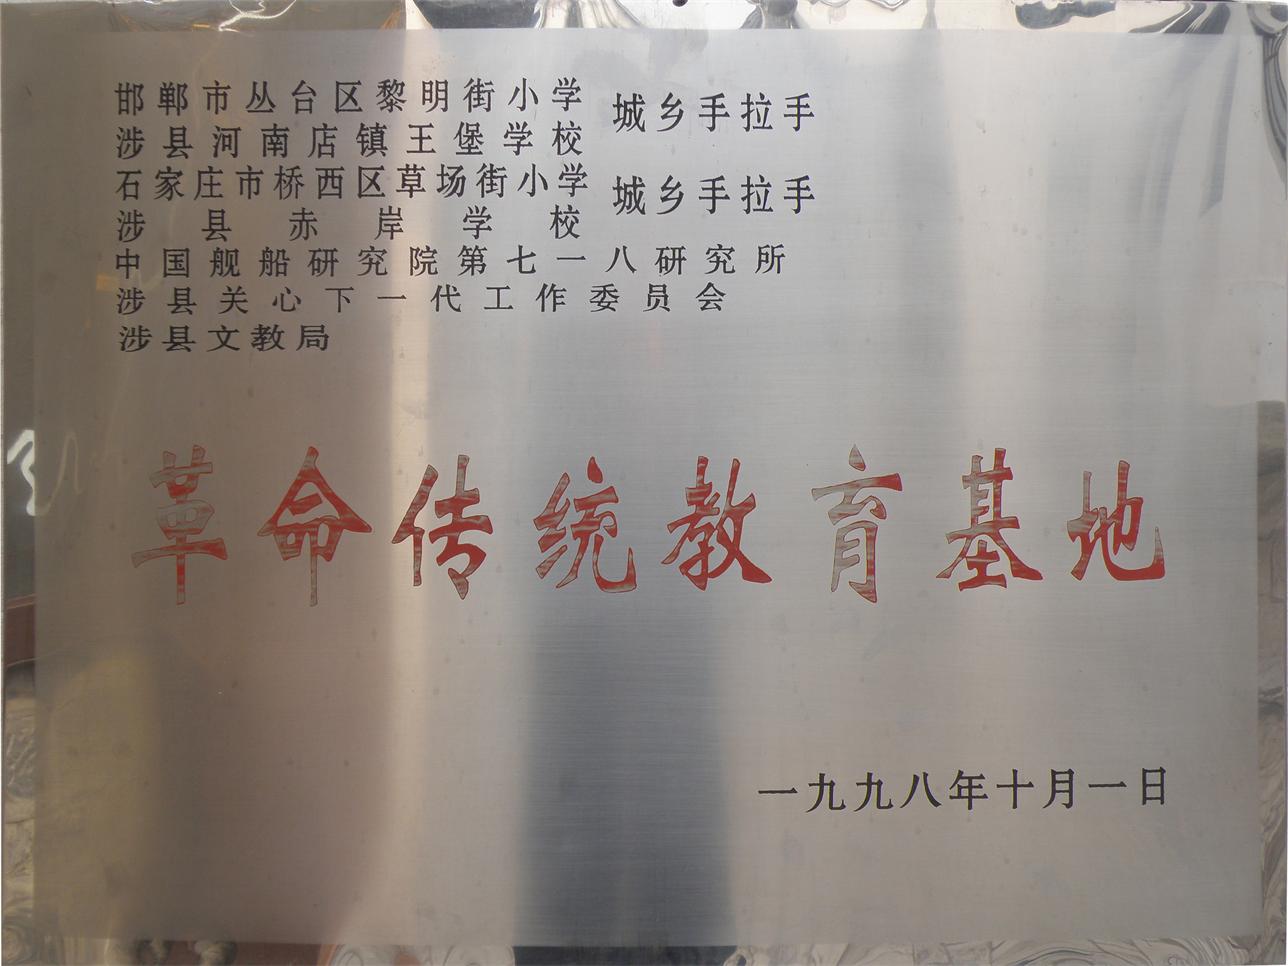 邯郸市丛台区黎明街小学
涉县河南店镇王堡学校
城乡手拉手
石家庄市桥西区草场街小学
涉县赤岸学校
城乡手拉手
中国舰船研究院第七一八研究所
涉县关心下一代工作委员会
涉县文教局
革命传统教育基地
一九九八年十月一日